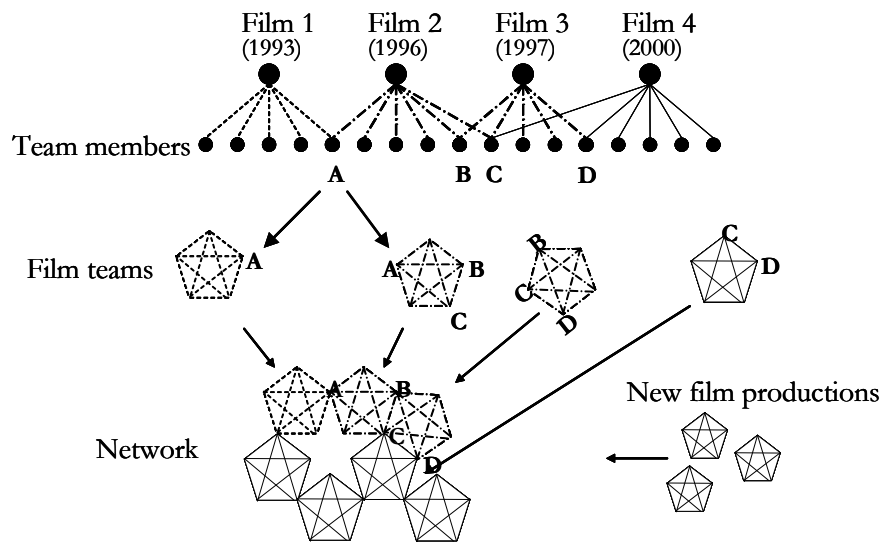 Film 1 Film 2 Film 3 Film 4
(1993) (1996) (1997) (2000)
Team members
A B C D
Film teams
A A B C B C D C D
New film productions
Network
A B C D